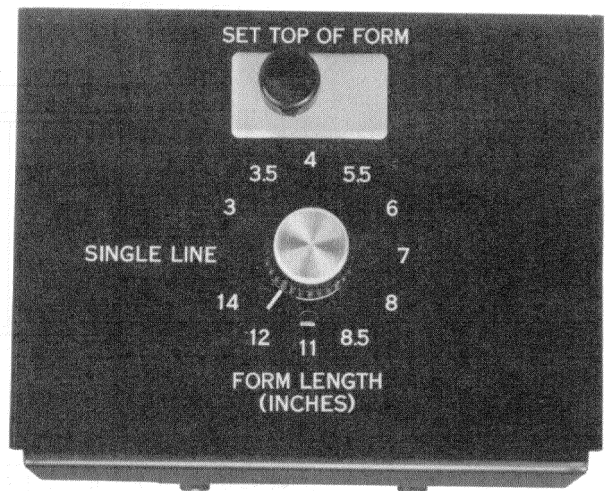 SET TOP OF FORM
4
3.5 5.5
3 6
SINGLE LINE 7
14 8
12 11 8.5
FORM LENGTH
(INCHES)